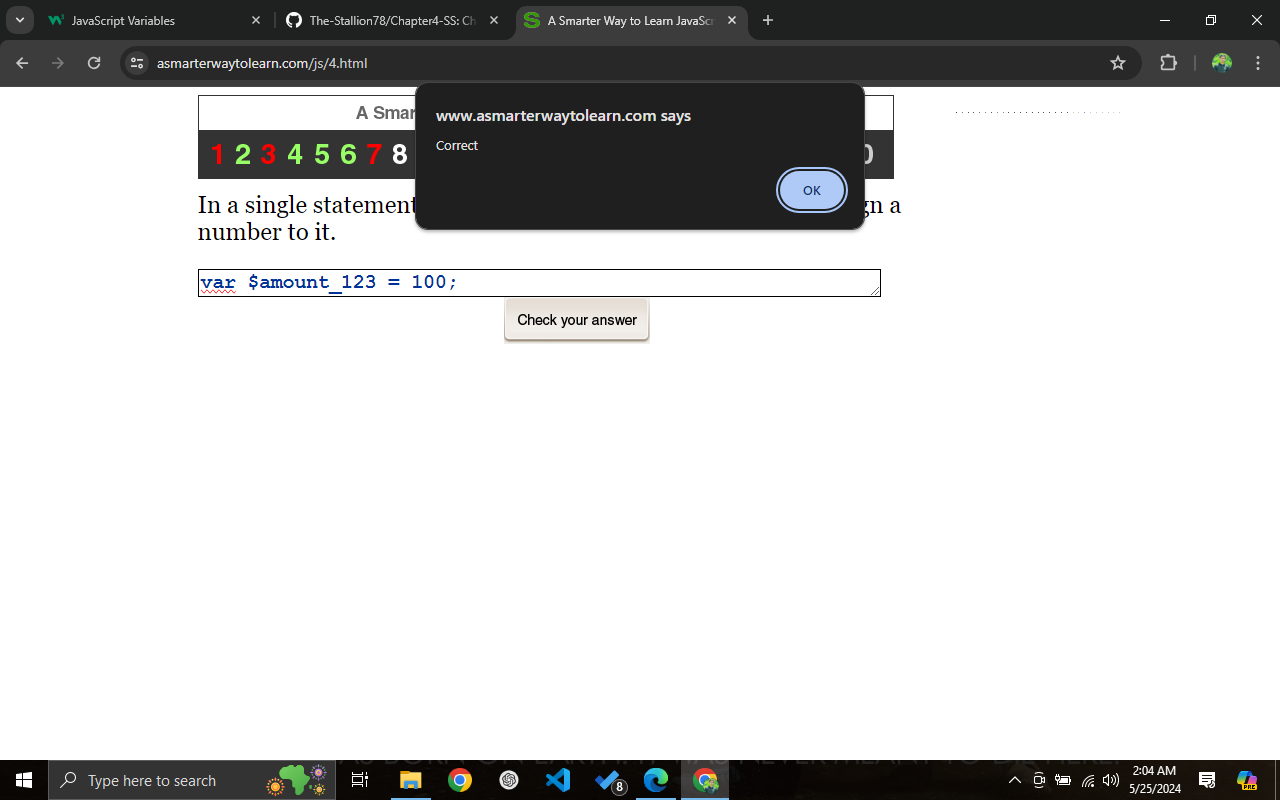 JavaScript Variables
The-Stallion78/Chapter4-SS: Ch
A Smarter Way to Learn JavaScr
asmarterwaytolearn.com/js/4.html
A Smar
www.asmarterwaytolearn.com says
Correct
OK
1 2 3 4 5 6 7 8 0
In a single statement gn a
number to it.
var $amount_123 = 100;
Check your answer
Type here to search
8
2:04 AM
5/25/2024
PRE